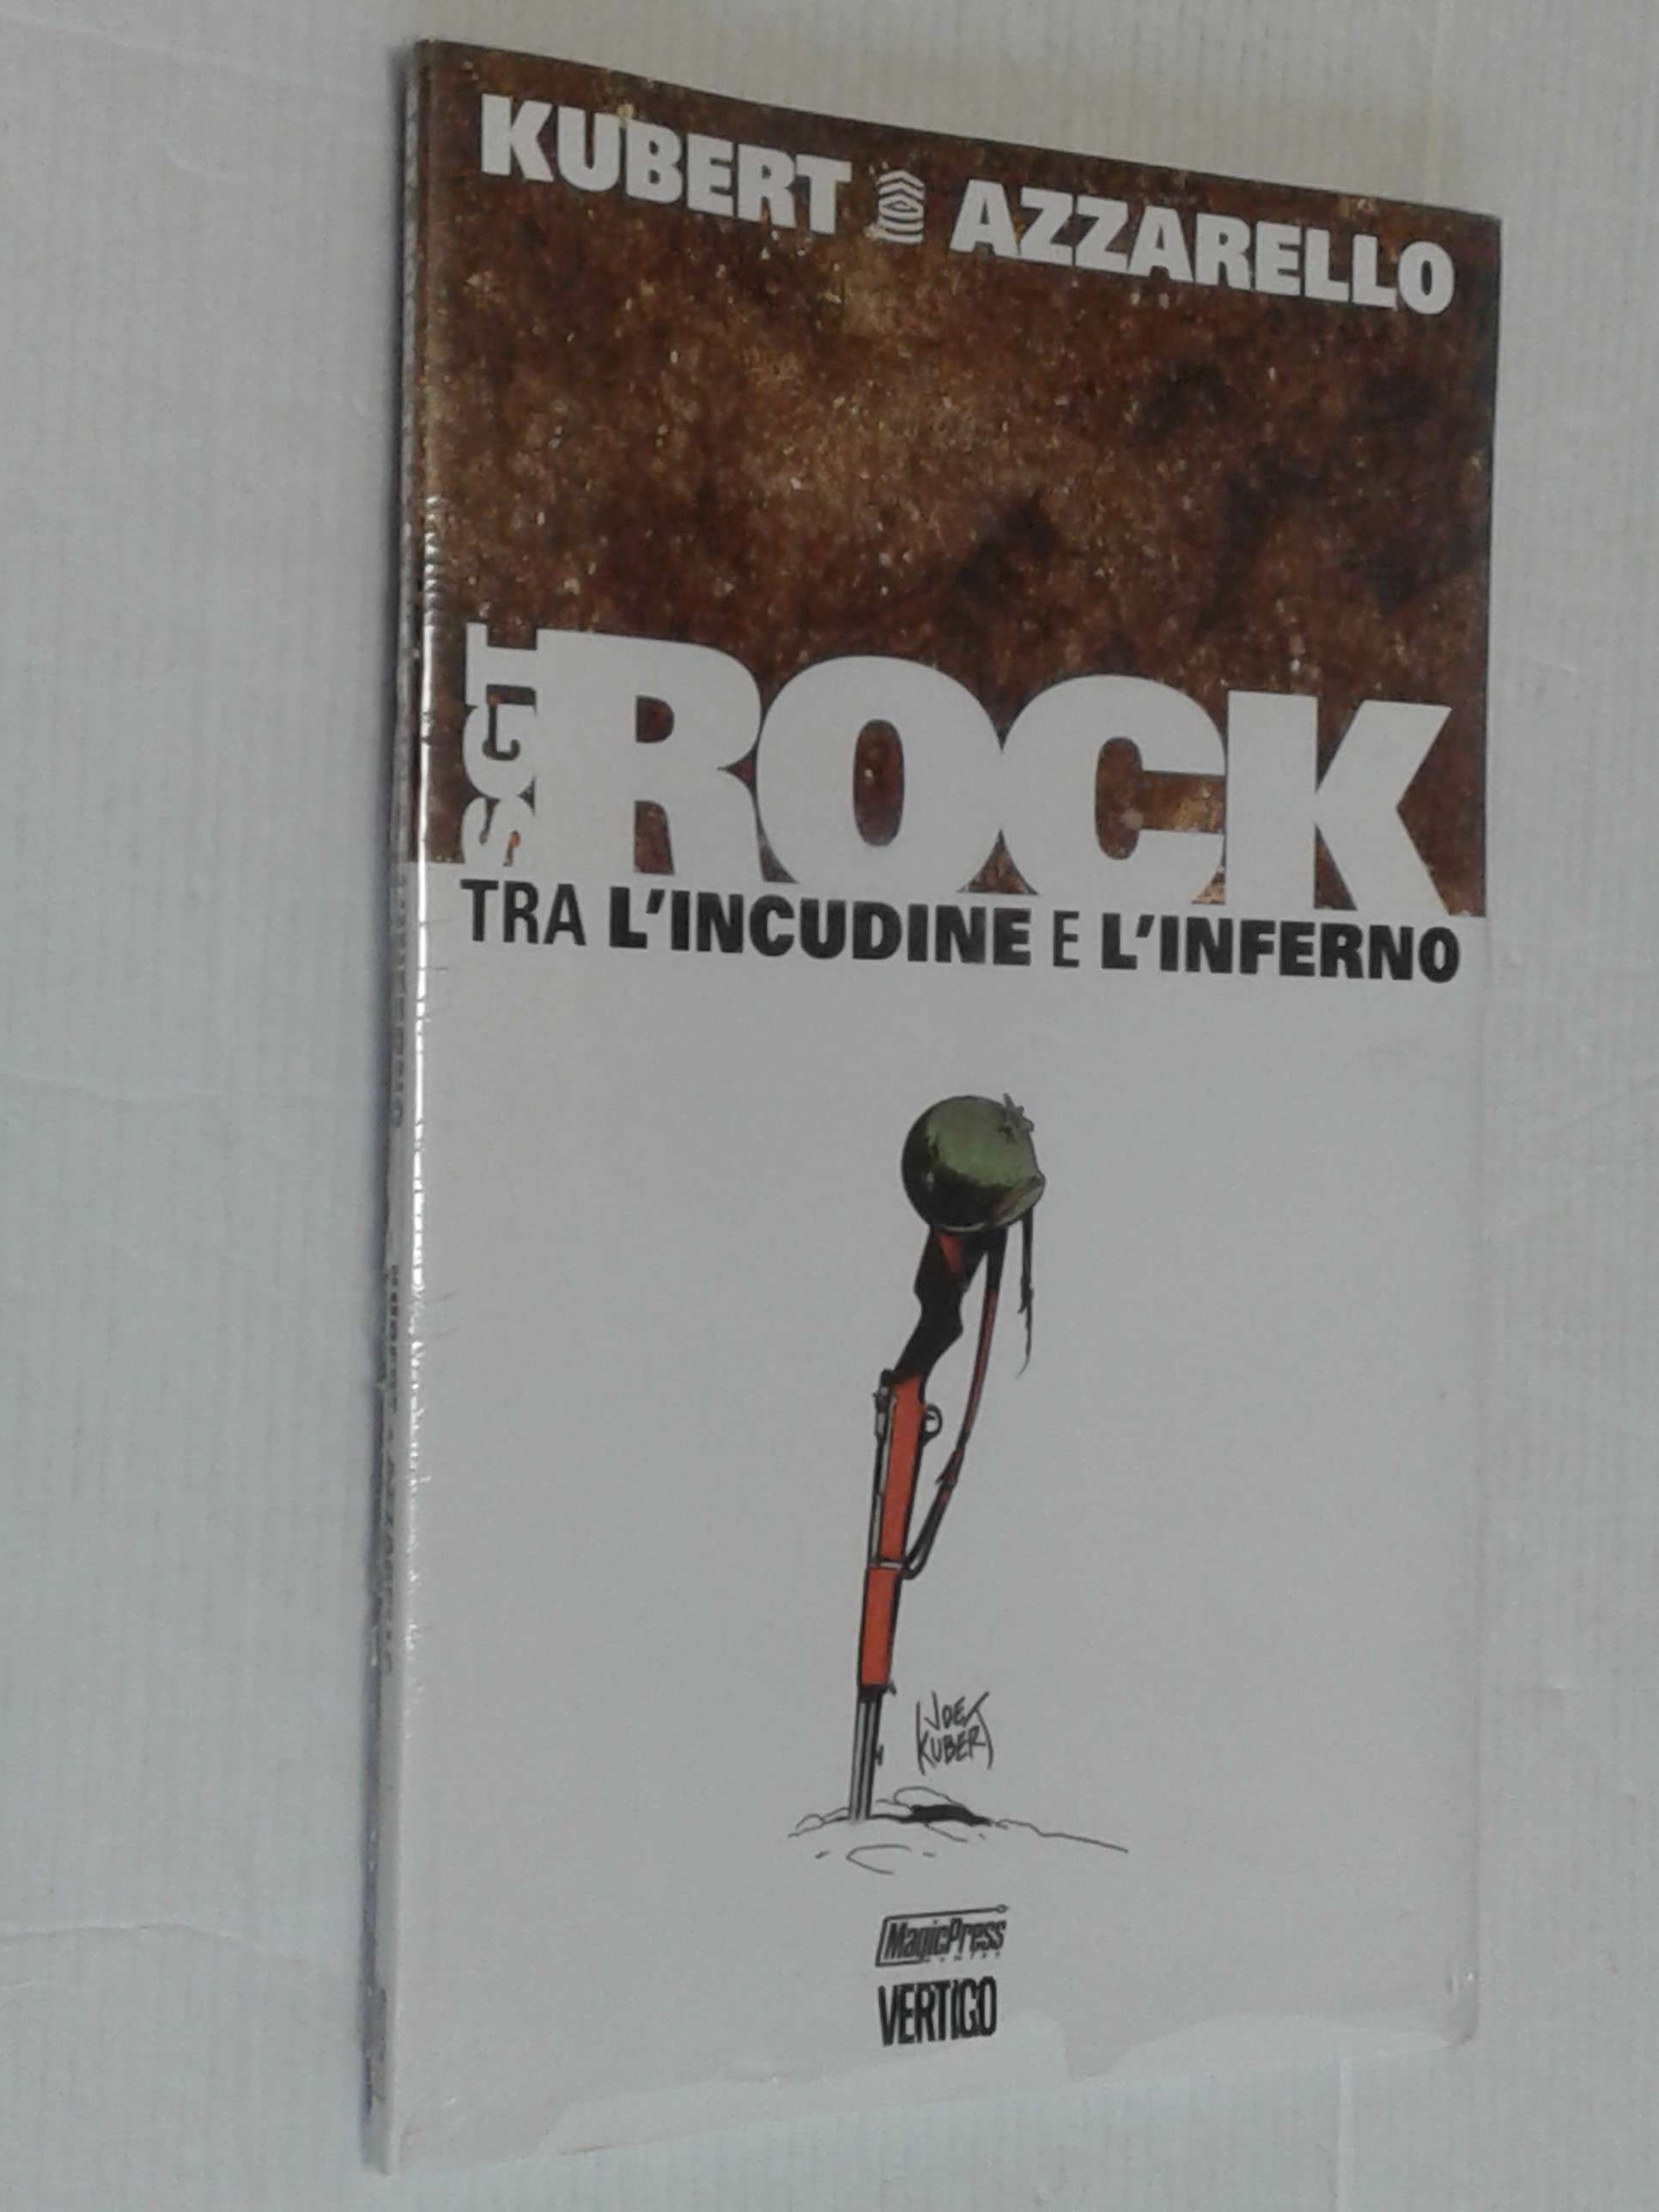 KUBERT AZZARELLO
SGT ROCK
TRA L'INCUDINE E L'INFERNO
JOE
KUBERT
MagicPress
VERTIGO